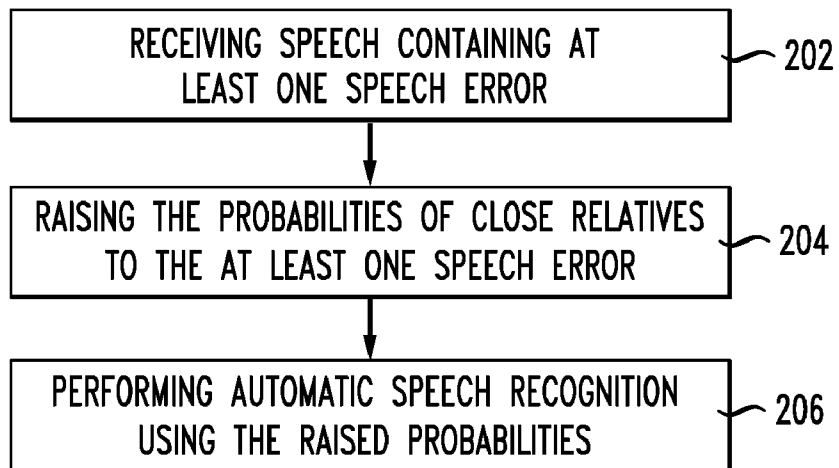 RECEIVING SPEECH CONTAINING AT
LEAST ONE SPEECH ERROR
202
RAISING THE PROBABILITIES OF CLOSE RELATIVES
TO THE AT LEAST ONE SPEECH ERROR
204
PERFORMING AUTOMATIC SPEECH RECOGNITION
USING THE RAISED PROBABILITIES
206